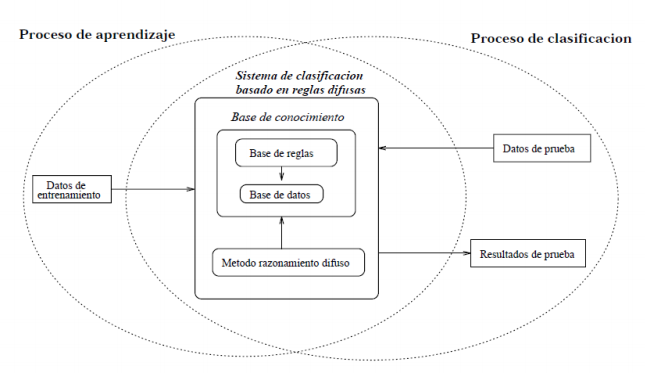 Proceso de aprendizaje
Proceso de clasificacion
Sistema de clasificacion
basado en reglas difusas
Base de conocimiento
Base de reglas
Datos de prueba
Datos de
entrenamiento
Base de datos
Metodo razonamiento difuso
Resultados de prueba